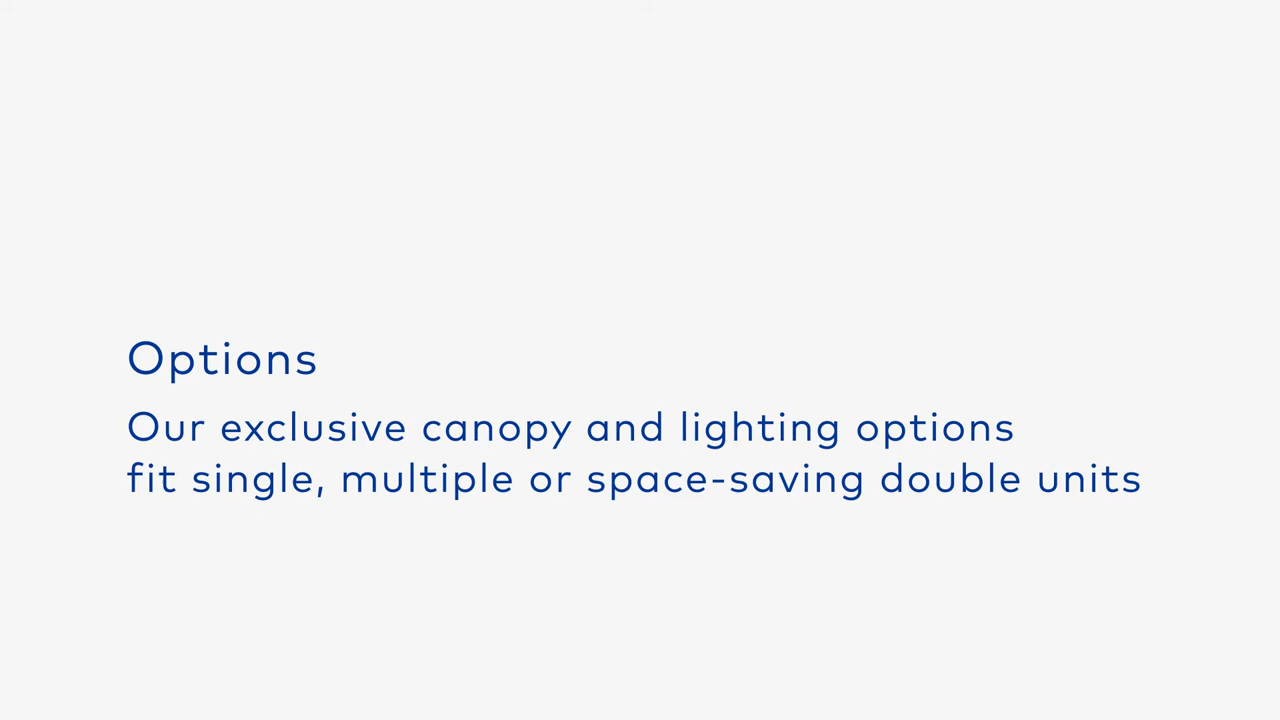 Options
Our exclusive canopy and lighting options
fit single, multiple or space-saving double units